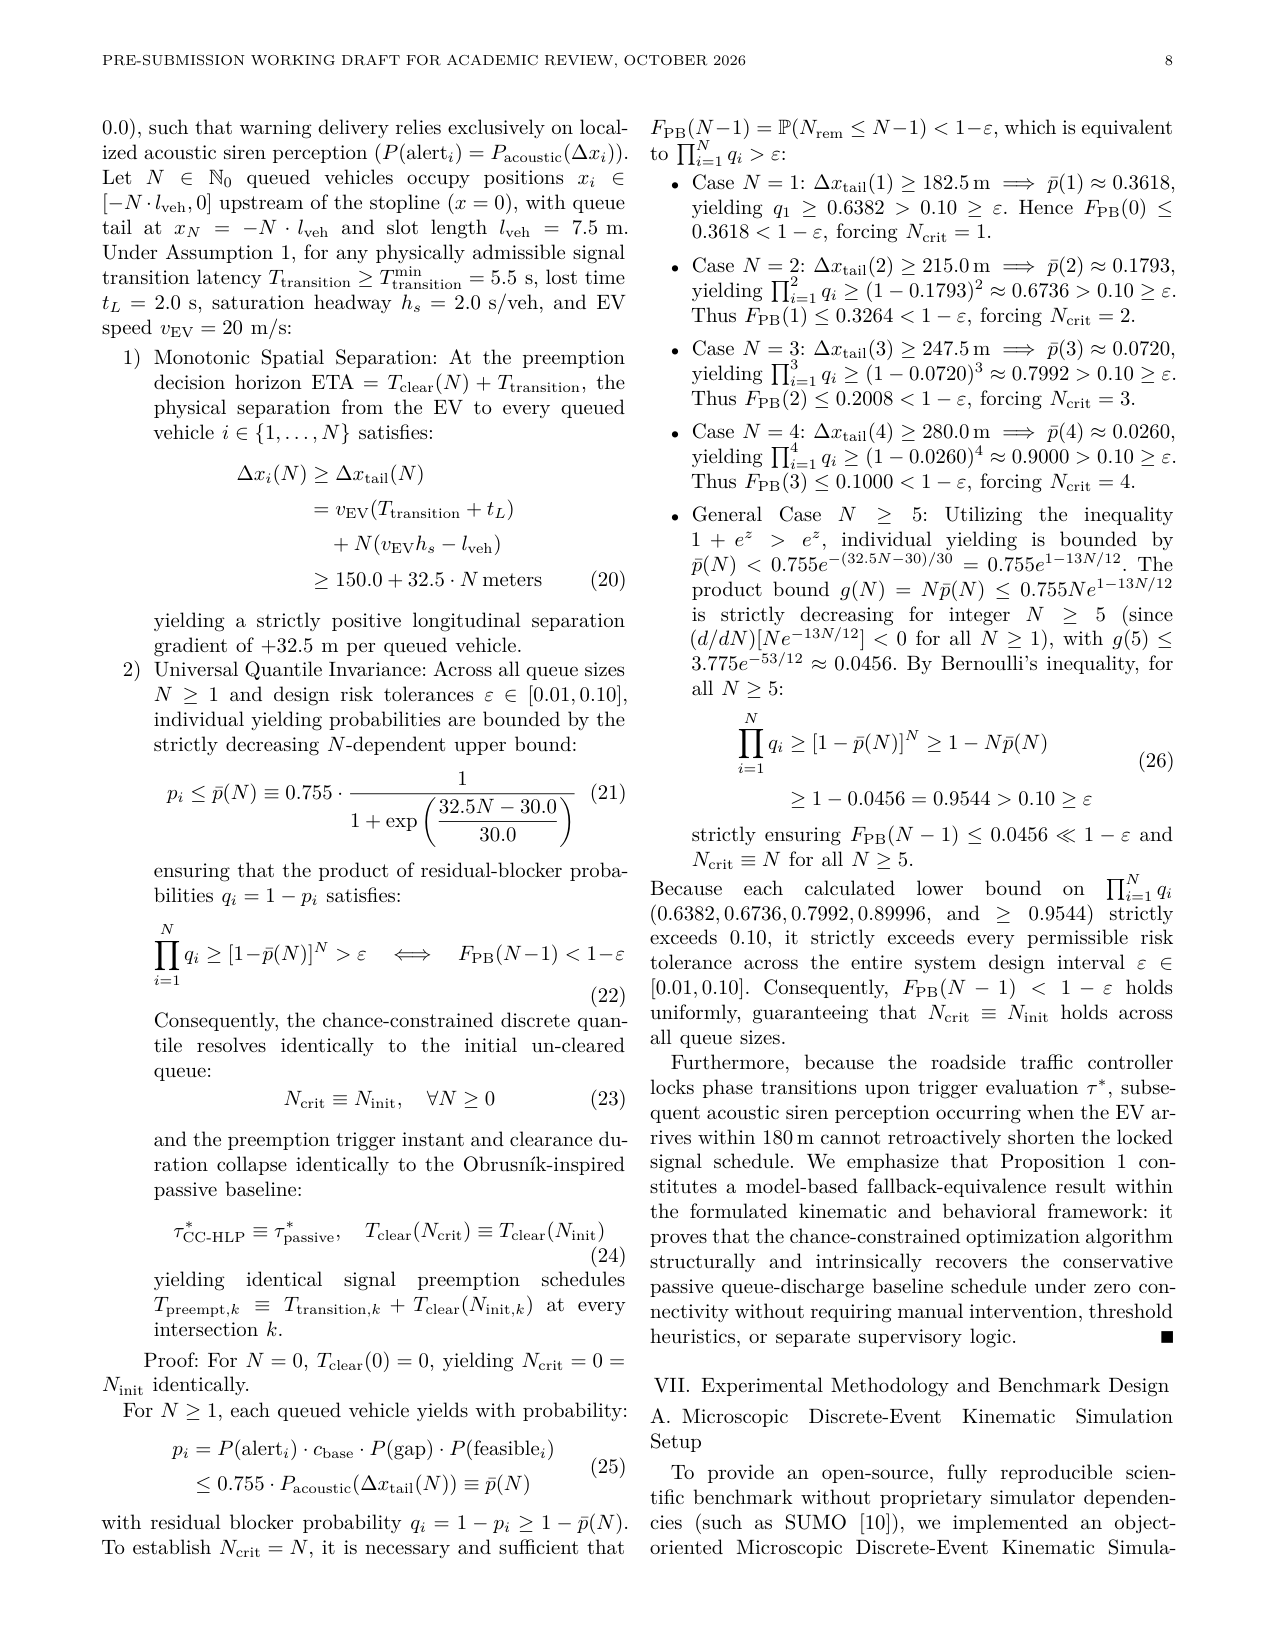 PRE-SUBMISSION WORKING DRAFT FOR ACADEMIC REVIEW, OCTOBER 2026 8
0.0), such that warning delivery relies exclusively on local-
ized acoustic siren perception (P(alert_i) = P_acoustic(Δx_i)).
Let N ∈ ℕ₀ queued vehicles occupy positions x_i ∈
[−N · l_veh, 0] upstream of the stopline (x = 0), with queue
tail at x_N = −N · l_veh and slot length l_veh = 7.5 m.
Under Assumption 1, for any physically admissible signal
transition latency T_transition ≥ T^min_transition = 5.5 s, lost time
t_L = 2.0 s, saturation headway h_s = 2.0 s/veh, and EV
speed v_EV = 20 m/s:
1) Monotonic Spatial Separation: At the preemption
decision horizon ETA = T_clear(N) + T_transition, the
physical separation from the EV to every queued
vehicle i ∈ {1, . . . , N} satisfies:
Δx_i(N) ≥ Δx_tail(N)
= v_EV(T_transition + t_L)
+ N(v_EV h_s − l_veh)
≥ 150.0 + 32.5 · N meters (20)
yielding a strictly positive longitudinal separation
gradient of +32.5 m per queued vehicle.
2) Universal Quantile Invariance: Across all queue sizes
N ≥ 1 and design risk tolerances ε ∈ [0.01, 0.10],
individual yielding probabilities are bounded by the
strictly decreasing N-dependent upper bound:
p_i ≤ p̄(N) ≡ 0.755 · 1 / (1 + exp((32.5N − 30.0) / 30.0)) (21)
ensuring that the product of residual-blocker proba-
bilities q_i = 1 − p_i satisfies:
∏_{i=1}^{N} q_i ≥ [1−p̄(N)]^N > ε ⟺ F_PB(N−1) < 1−ε
(22)
Consequently, the chance-constrained discrete quan-
tile resolves identically to the initial un-cleared
queue:
N_crit ≡ N_init, ∀N ≥ 0 (23)
and the preemption trigger instant and clearance du-
ration collapse identically to the Obrusník-inspired
passive baseline:
τ*_CC-HLP ≡ τ*_passive, T_clear(N_crit) ≡ T_clear(N_init)
(24)
yielding identical signal preemption schedules
T_preempt,k ≡ T_transition,k + T_clear(N_init,k) at every
intersection k.
Proof: For N = 0, T_clear(0) = 0, yielding N_crit = 0 =
N_init identically.
For N ≥ 1, each queued vehicle yields with probability:
p_i = P(alert_i) · c_base · P(gap) · P(feasible_i)
≤ 0.755 · P_acoustic(Δx_tail(N)) ≡ p̄(N) (25)
with residual blocker probability q_i = 1 − p_i ≥ 1 − p̄(N).
To establish N_crit = N, it is necessary and sufficient that
F_PB(N−1) = ℙ(N_rem ≤ N−1) < 1−ε, which is equivalent
to ∏_{i=1}^{N} q_i > ε:
• Case N = 1: Δx_tail(1) ≥ 182.5 m ⟹ p̄(1) ≈ 0.3618,
yielding q_1 ≥ 0.6382 > 0.10 ≥ ε. Hence F_PB(0) ≤
0.3618 < 1 − ε, forcing N_crit = 1.
• Case N = 2: Δx_tail(2) ≥ 215.0 m ⟹ p̄(2) ≈ 0.1793,
yielding ∏_{i=1}^{2} q_i ≥ (1 − 0.1793)² ≈ 0.6736 > 0.10 ≥ ε.
Thus F_PB(1) ≤ 0.3264 < 1 − ε, forcing N_crit = 2.
• Case N = 3: Δx_tail(3) ≥ 247.5 m ⟹ p̄(3) ≈ 0.0720,
yielding ∏_{i=1}^{3} q_i ≥ (1 − 0.0720)³ ≈ 0.7992 > 0.10 ≥ ε.
Thus F_PB(2) ≤ 0.2008 < 1 − ε, forcing N_crit = 3.
• Case N = 4: Δx_tail(4) ≥ 280.0 m ⟹ p̄(4) ≈ 0.0260,
yielding ∏_{i=1}^{4} q_i ≥ (1 − 0.0260)⁴ ≈ 0.9000 > 0.10 ≥ ε.
Thus F_PB(3) ≤ 0.1000 < 1 − ε, forcing N_crit = 4.
• General Case N ≥ 5: Utilizing the inequality
1 + e^z > e^z, individual yielding is bounded by
p̄(N) < 0.755e^{−(32.5N−30)/30} = 0.755e^{1−13N/12}. The
product bound g(N) = Np̄(N) ≤ 0.755Ne^{1−13N/12}
is strictly decreasing for integer N ≥ 5 (since
(d/dN)[Ne^{−13N/12}] < 0 for all N ≥ 1), with g(5) ≤
3.775e^{−53/12} ≈ 0.0456. By Bernoulli's inequality, for
all N ≥ 5:
∏_{i=1}^{N} q_i ≥ [1 − p̄(N)]^N ≥ 1 − Np̄(N)
(26)
≥ 1 − 0.0456 = 0.9544 > 0.10 ≥ ε
strictly ensuring F_PB(N − 1) ≤ 0.0456 ≪ 1 − ε and
N_crit ≡ N for all N ≥ 5.
Because each calculated lower bound on ∏_{i=1}^{N} q_i
(0.6382, 0.6736, 0.7992, 0.89996, and ≥ 0.9544) strictly
exceeds 0.10, it strictly exceeds every permissible risk
tolerance across the entire system design interval ε ∈
[0.01, 0.10]. Consequently, F_PB(N − 1) < 1 − ε holds
uniformly, guaranteeing that N_crit ≡ N_init holds across
all queue sizes.
Furthermore, because the roadside traffic controller
locks phase transitions upon trigger evaluation τ*, subse-
quent acoustic siren perception occurring when the EV ar-
rives within 180 m cannot retroactively shorten the locked
signal schedule. We emphasize that Proposition 1 con-
stitutes a model-based fallback-equivalence result within
the formulated kinematic and behavioral framework: it
proves that the chance-constrained optimization algorithm
structurally and intrinsically recovers the conservative
passive queue-discharge baseline schedule under zero con-
nectivity without requiring manual intervention, threshold
heuristics, or separate supervisory logic. ■
VII. Experimental Methodology and Benchmark Design
A. Microscopic Discrete-Event Kinematic Simulation
Setup
To provide an open-source, fully reproducible scien-
tific benchmark without proprietary simulator dependen-
cies (such as SUMO [10]), we implemented an object-
oriented Microscopic Discrete-Event Kinematic Simula-